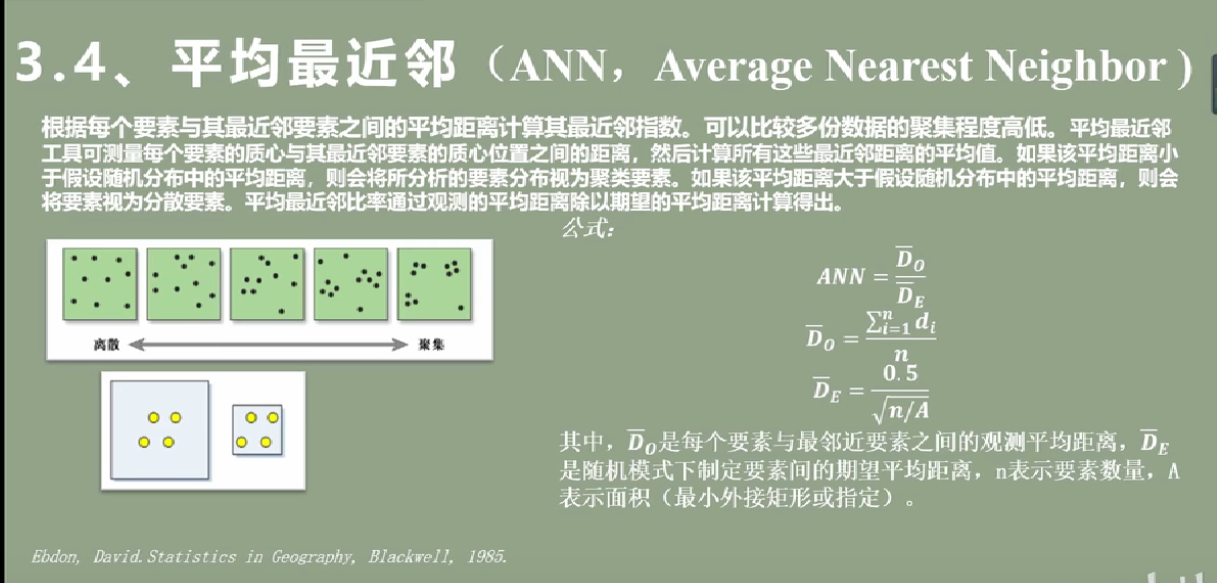 3.4、平均最近邻（ANN，Average Nearest Neighbor )
根据每个要素与其最近邻要素之间的平均距离计算其最近邻指数。可以比较多份数据的聚集程度高低。平均最近邻
工具可测量每个要素的质心与其最近邻要素的质心位置之间的距离，然后计算所有这些最近邻距离的平均值。如果该平均距离小
于假设随机分布中的平均距离，则会将所分析的要素分布视为聚类要素。如果该平均距离大于假设随机分布中的平均距离，则会
将要素视为分散要素。平均最近邻比率通过观测的平均距离除以期望的平均距离计算得出。
公式：
ANN = D̅_O / D̅_E
D̅_O = ∑_{i=1}^{n} d_i / n
D̅_E = 0.5 / √(n/A)
其中，D̅_O是每个要素与最邻近要素之间的观测平均距离，D̅_E
是随机模式下制定要素间的期望平均距离，n表示要素数量，A
表示面积（最小外接矩形或指定）。
离散 聚集
Ebdon, David.Statistics in Geography, Blackwell, 1985.